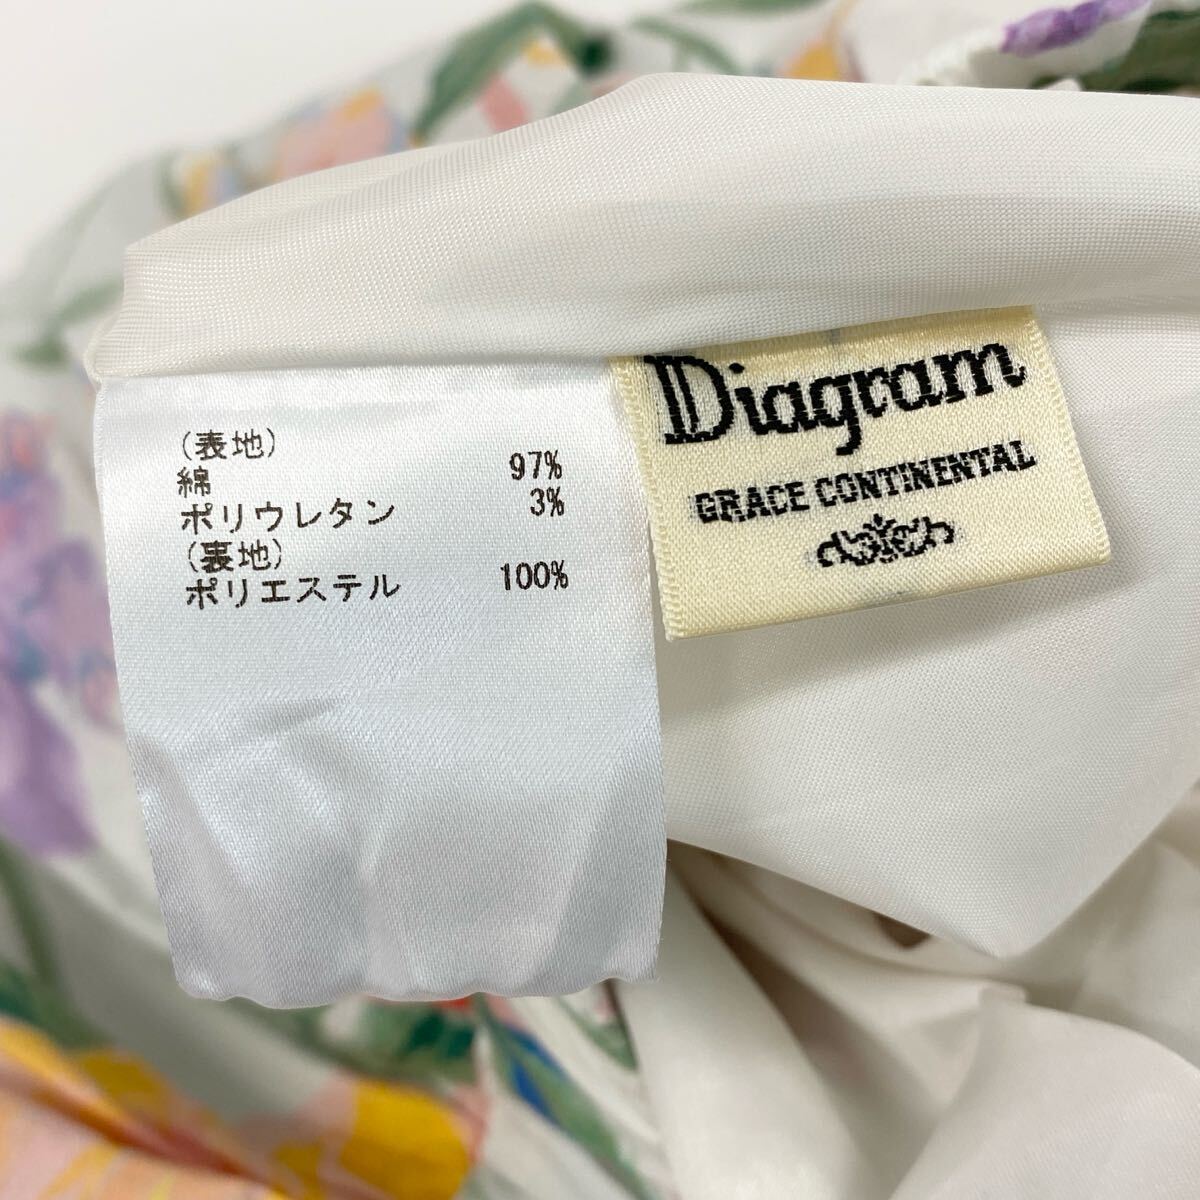 (表地)
綿 97%
ポリウレタン 3%
(裏地)
ポリエステル 100%
Diagram
GRACE CONTINENTAL